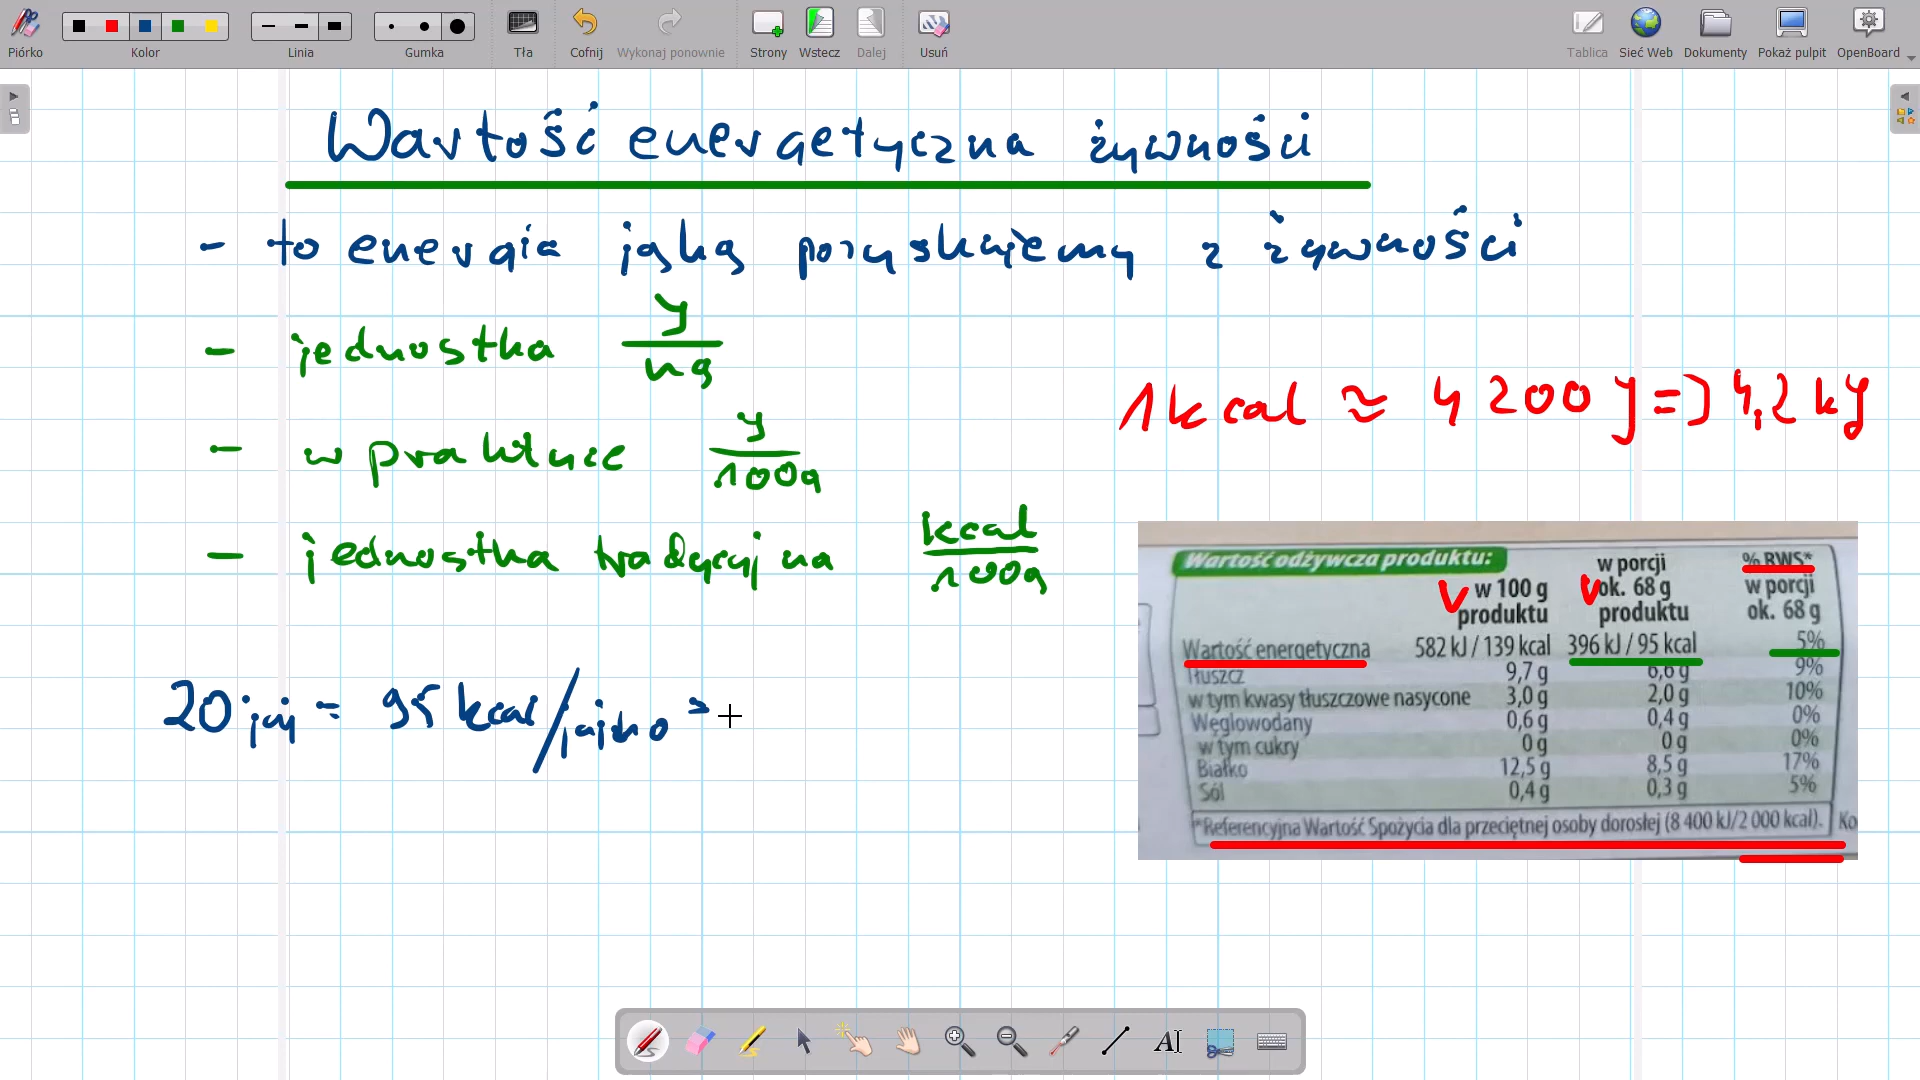 Piórko Kolor Linia Gumka Tła Cofnij Wykonaj ponownie Strony Wstecz Dalej Usuń Tablica Sieć Web Dokumenty Pokaż pulpit OpenBoard
Wartość energetyczna żywności
- to energia jaką pozyskujemy z żywności
- jednostka J/kg
1 kcal ≈ 4200 J => 4,2 kJ
- w praktyce J/100g
- jednostka tradycyjna kcal/100g
Wartość odżywcza produktu:
w 100 g produktu
w porcji ok. 68 g produktu
% RWS* w porcji ok. 68 g
Wartość energetyczna 582 kJ / 139 kcal 396 kJ / 95 kcal 5%
Tłuszcz 9,7 g 6,6 g 9%
w tym kwasy tłuszczowe nasycone 3,0 g 2,0 g 10%
Węglowodany 0,6 g 0,4 g 0%
w tym cukry 0 g 0 g 0%
Białko 12,5 g 8,5 g 17%
Sól 0,4 g 0,3 g 5%
*Referencyjna Wartość Spożycia dla przeciętnej osoby dorosłej (8 400 kJ/2 000 kcal). Ko
20 jaj = 95 kcal/jajko *